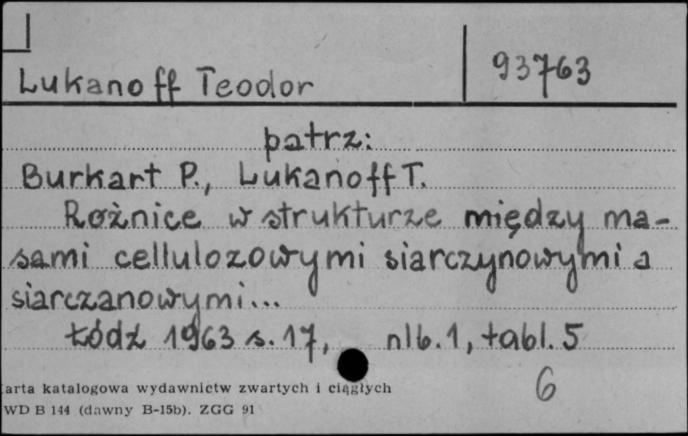 Lukanoff Teodor 93763
patrz:
Burkart P., Lukanoff T.
Rożnice w strukturze między ma-
sami cellulozowymi siarczynowymi a
siarczanowymi...
Łódź 1963 s. 17, nlb. 1, tabl. 5
6
arta katalogowa wydawnictw zwartych i ciągłych
WD B 144 (dawny B-15b). ZGG 91